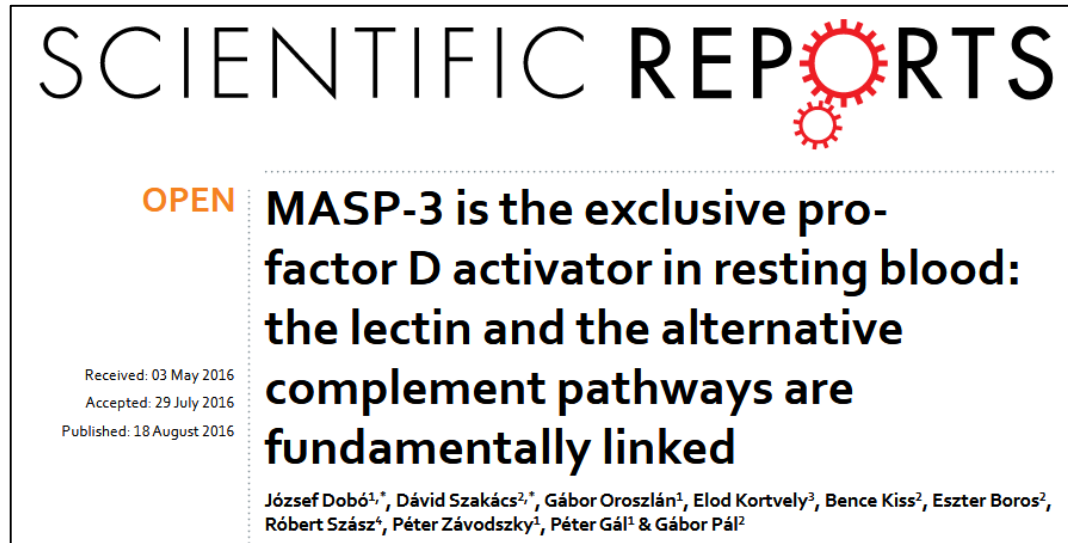 SCIENTIFIC REPORTS
OPEN
MASP-3 is the exclusive pro-
factor D activator in resting blood:
the lectin and the alternative
complement pathways are
fundamentally linked
Received: 03 May 2016
Accepted: 29 July 2016
Published: 18 August 2016
József Dobó1,*, Dávid Szakács2,*, Gábor Oroszlán1, Elod Kortvely3, Bence Kiss2, Eszter Boros2,
Róbert Szász4, Péter Závodszky1, Péter Gál1 & Gábor Pál2